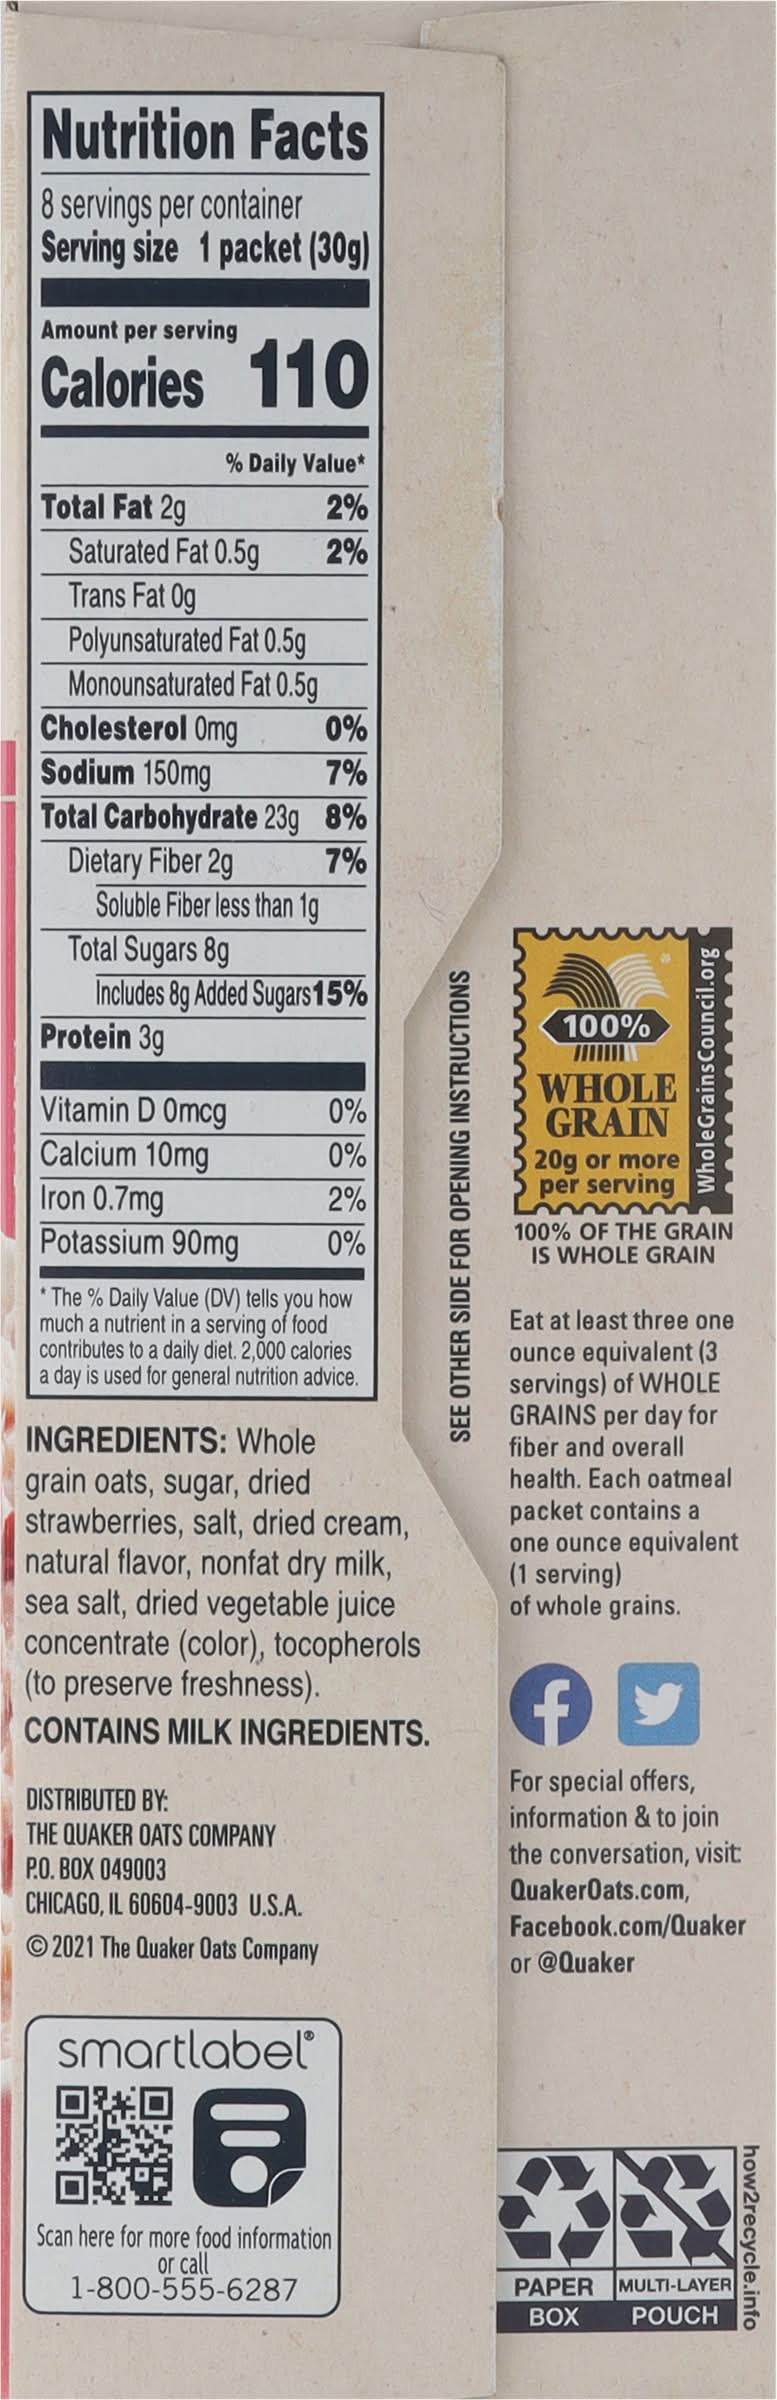 Nutrition Facts
8 servings per container
Serving size 1 packet (30g)
Amount per serving
Calories 110
% Daily Value*
Total Fat 2g 2%
Saturated Fat 0.5g 2%
Trans Fat 0g
Polyunsaturated Fat 0.5g
Monounsaturated Fat 0.5g
Cholesterol 0mg 0%
Sodium 150mg 7%
Total Carbohydrate 23g 8%
Dietary Fiber 2g 7%
Soluble Fiber less than 1g
Total Sugars 8g
Includes 8g Added Sugars 15%
Protein 3g
Vitamin D 0mcg 0%
Calcium 10mg 0%
Iron 0.7mg 2%
Potassium 90mg 0%
* The % Daily Value (DV) tells you how
much a nutrient in a serving of food
contributes to a daily diet. 2,000 calories
a day is used for general nutrition advice.
INGREDIENTS: Whole
grain oats, sugar, dried
strawberries, salt, dried cream,
natural flavor, nonfat dry milk,
sea salt, dried vegetable juice
concentrate (color), tocopherols
(to preserve freshness).
CONTAINS MILK INGREDIENTS.
DISTRIBUTED BY:
THE QUAKER OATS COMPANY
P.O. BOX 049003
CHICAGO, IL 60604-9003 U.S.A.
© 2021 The Quaker Oats Company
smartlabel®
Scan here for more food information
or call
1-800-555-6287
SEE OTHER SIDE FOR OPENING INSTRUCTIONS
100%
WHOLE
GRAIN
20g or more
per serving
WholeGrainsCouncil.org
100% OF THE GRAIN
IS WHOLE GRAIN
Eat at least three one
ounce equivalent (3
servings) of WHOLE
GRAINS per day for
fiber and overall
health. Each oatmeal
packet contains a
one ounce equivalent
(1 serving)
of whole grains.
For special offers,
information & to join
the conversation, visit:
QuakerOats.com,
Facebook.com/Quaker
or @Quaker
PAPER
BOX
MULTI-LAYER
POUCH
how2recycle.info